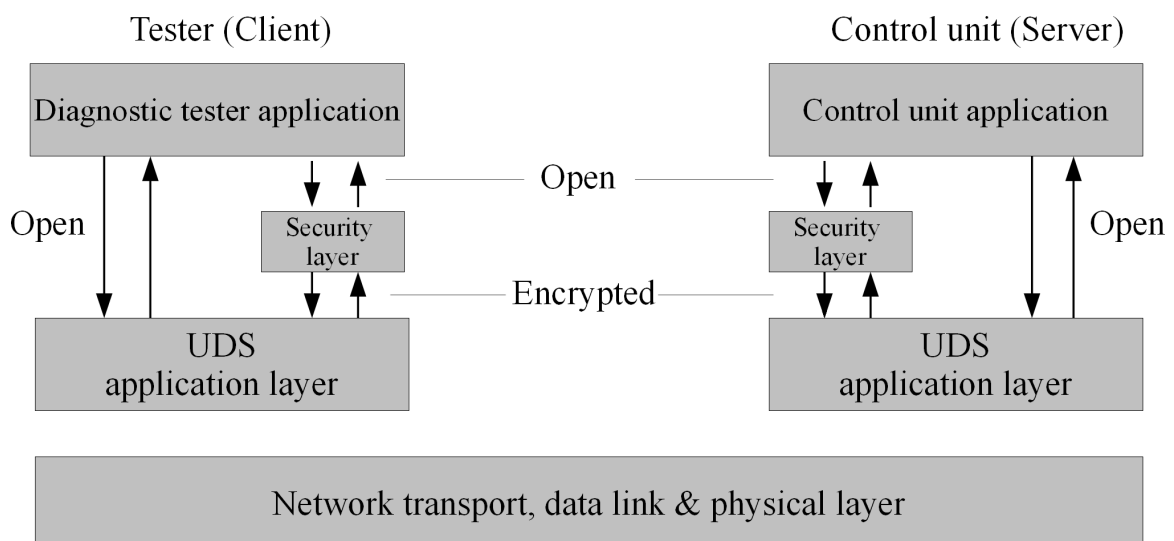 Tester (Client)
Control unit (Server)
Diagnostic tester application
Control unit application
Open
Open
Open
Security
layer
Security
layer
Encrypted
UDS
application layer
UDS
application layer
Network transport, data link & physical layer